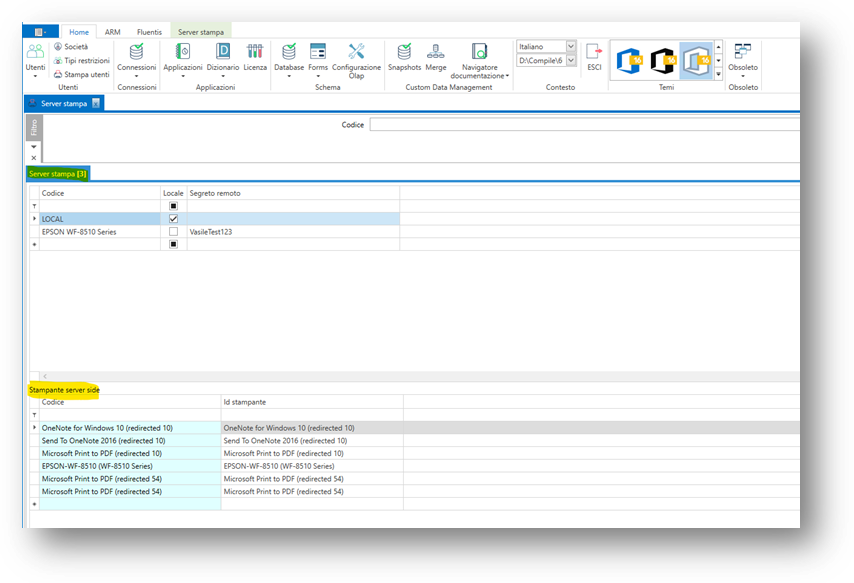 Home ARM Fluentis Server stampa
Utenti
Società
Tipi restrizioni
Stampa utenti
Utenti
Connessioni
Connessioni
Applicazioni Dizionario Licenza
Applicazioni
Database Forms Configurazione Olap
Schema
Snapshots Merge Navigatore documentazione
Custom Data Management
Italiano
D:\Compile\6
ESCI
Contesto
16 16 16
Temi
Obsoleto
Obsoleto
Server stampa
Filtro
Codice
Server stampa [3]
Codice Locale Segreto remoto
LOCAL
EPSON WF-8510 Series VasileTest123
Stampante server side
Codice Id stampante
OneNote for Windows 10 (redirected 10) OneNote for Windows 10 (redirected 10)
Send To OneNote 2016 (redirected 10) Send To OneNote 2016 (redirected 10)
Microsoft Print to PDF (redirected 10) Microsoft Print to PDF (redirected 10)
EPSON-WF-8510 (WF-8510 Series) EPSON-WF-8510 (WF-8510 Series)
Microsoft Print to PDF (redirected 54) Microsoft Print to PDF (redirected 54)
Microsoft Print to PDF (redirected 54) Microsoft Print to PDF (redirected 54)